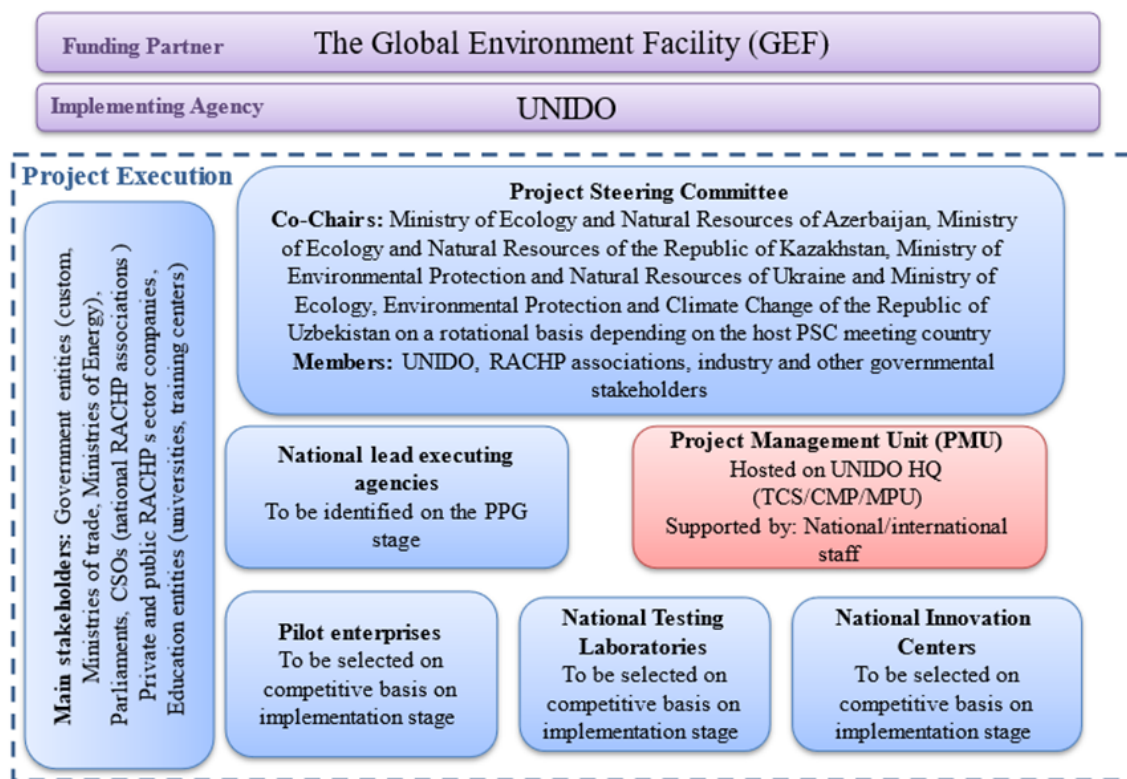 Funding Partner
The Global Environment Facility (GEF)
Implementing Agency
UNIDO
Project Execution
Main stakeholders: Government entities (custom,
Ministries of trade, Ministries of Energy),
Parliaments, CSOs (national RACHP associations )
Private and public RACHP sector companies ,
Education entities (universities, training centers)
Project Steering Committee
Co-Chairs: Ministry of Ecology and Natural Resources of Azerbaijan, Ministry
of Ecology and Natural Resources of the Republic of Kazakhstan, Ministry of
Environmental Protection and Natural Resources of Ukraine and Ministry of
Ecology, Environmental Protection and Climate Change of the Republic of
Uzbekistan on a rotational basis depending on the host PSC meeting country
Members: UNIDO, RACHP associations, industry and other governmental
stakeholders
National lead executing
agencies
To be identified on the PPG
stage
Project Management Unit (PMU)
Hosted on UNIDO HQ
(TCS/CMP/MPU)
Supported by: National/international
staff
Pilot enterprises
To be selected on
competitive basis on
implementation stage
National Testing
Laboratories
To be selected on
competitive basis on
implementation stage
National Innovation
Centers
To be selected on
competitive basis on
implementation stage